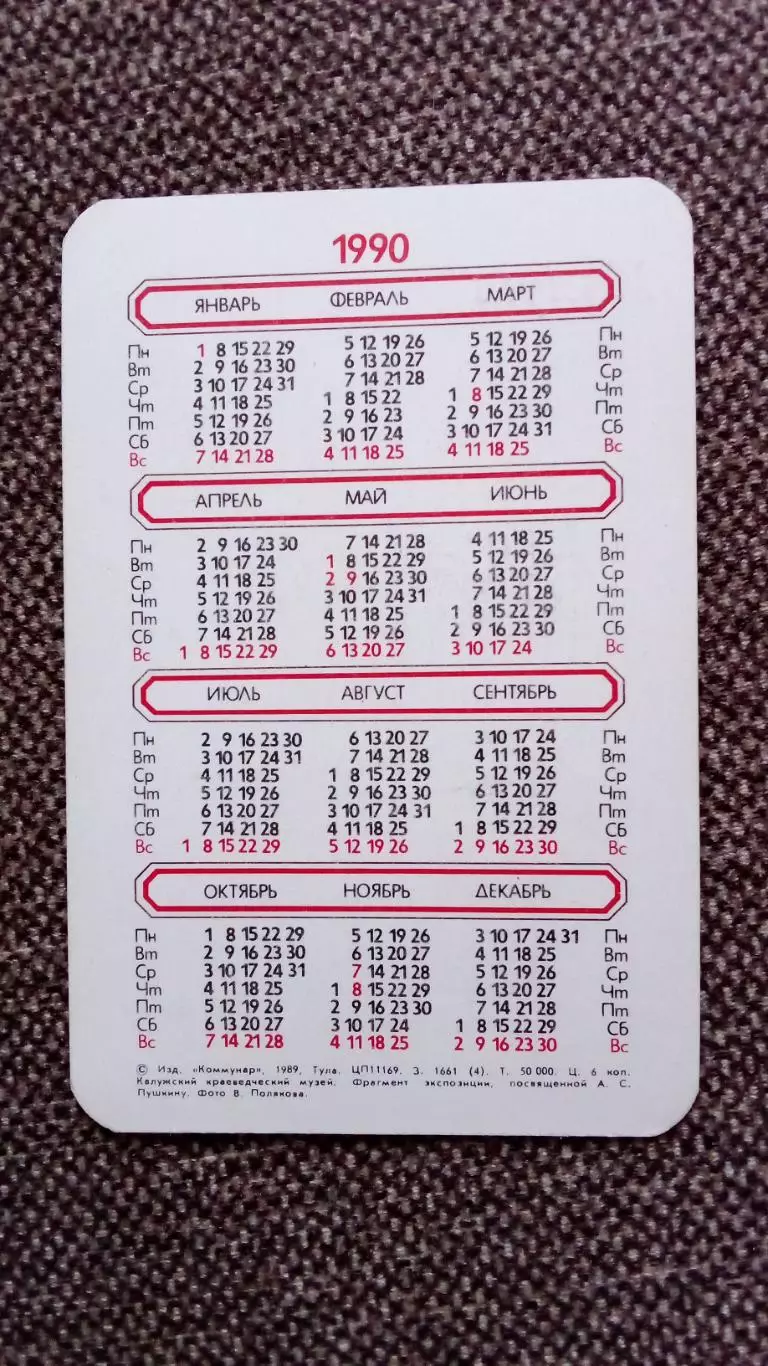 1990
ЯНВАРЬ ФЕВРАЛЬ МАРТ
Пн 1 8 15 22 29 5 12 19 26 5 12 19 26 Пн
Вт 2 9 16 23 30 6 13 20 27 6 13 20 27 Вт
Ср 3 10 17 24 31 7 14 21 28 7 14 21 28 Ср
Чт 4 11 18 25 1 8 15 22 1 8 15 22 29 Чт
Пт 5 12 19 26 2 9 16 23 2 9 16 23 30 Пт
Сб 6 13 20 27 3 10 17 24 3 10 17 24 31 Сб
Вс 7 14 21 28 4 11 18 25 4 11 18 25 Вс
АПРЕЛЬ МАЙ ИЮНЬ
Пн 2 9 16 23 30 7 14 21 28 4 11 18 25 Пн
Вт 3 10 17 24 1 8 15 22 29 5 12 19 26 Вт
Ср 4 11 18 25 2 9 16 23 30 6 13 20 27 Ср
Чт 5 12 19 26 3 10 17 24 31 7 14 21 28 Чт
Пт 6 13 20 27 4 11 18 25 1 8 15 22 29 Пт
Сб 7 14 21 28 5 12 19 26 2 9 16 23 30 Сб
Вс 1 8 15 22 29 6 13 20 27 3 10 17 24 Вс
ИЮЛЬ АВГУСТ СЕНТЯБРЬ
Пн 2 9 16 23 30 6 13 20 27 3 10 17 24 Пн
Вт 3 10 17 24 31 7 14 21 28 4 11 18 25 Вт
Ср 4 11 18 25 1 8 15 22 29 5 12 19 26 Ср
Чт 5 12 19 26 2 9 16 23 30 6 13 20 27 Чт
Пт 6 13 20 27 3 10 17 24 31 7 14 21 28 Пт
Сб 7 14 21 28 4 11 18 25 1 8 15 22 29 Сб
Вс 1 8 15 22 29 5 12 19 26 2 9 16 23 30 Вс
ОКТЯБРЬ НОЯБРЬ ДЕКАБРЬ
Пн 1 8 15 22 29 5 12 19 26 3 10 17 24 31 Пн
Вт 2 9 16 23 30 6 13 20 27 4 11 18 25 Вт
Ср 3 10 17 24 31 7 14 21 28 5 12 19 26 Ср
Чт 4 11 18 25 1 8 15 22 29 6 13 20 27 Чт
Пт 5 12 19 26 2 9 16 23 30 7 14 21 28 Пт
Сб 6 13 20 27 3 10 17 24 1 8 15 22 29 Сб
Вс 7 14 21 28 4 11 18 25 2 9 16 23 30 Вс
© Изд. «Коммунар», 1989, Тула. ЦП11169. З. 1661 (4). Т. 50 000. Ц. 6 коп.
Калужский краеведческий музей. Фрагмент экспозиции, посвященной А. С.
Пушкину. Фото В. Полякова.